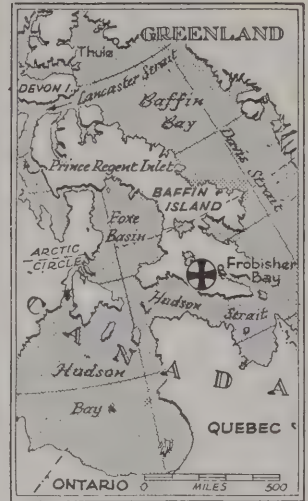 GREENLAND
Thule
DEVON I.
Lancaster Strait
Baffin
Bay
Davis Strait
Prince Regent Inlet
BAFFIN
ISLAND
Foxe
Basin
ARCTIC
CIRCLE
Frobisher
Bay
Hudson
Strait
CANADA
Hudson
Bay
QUEBEC
ONTARIO
0 MILES 500